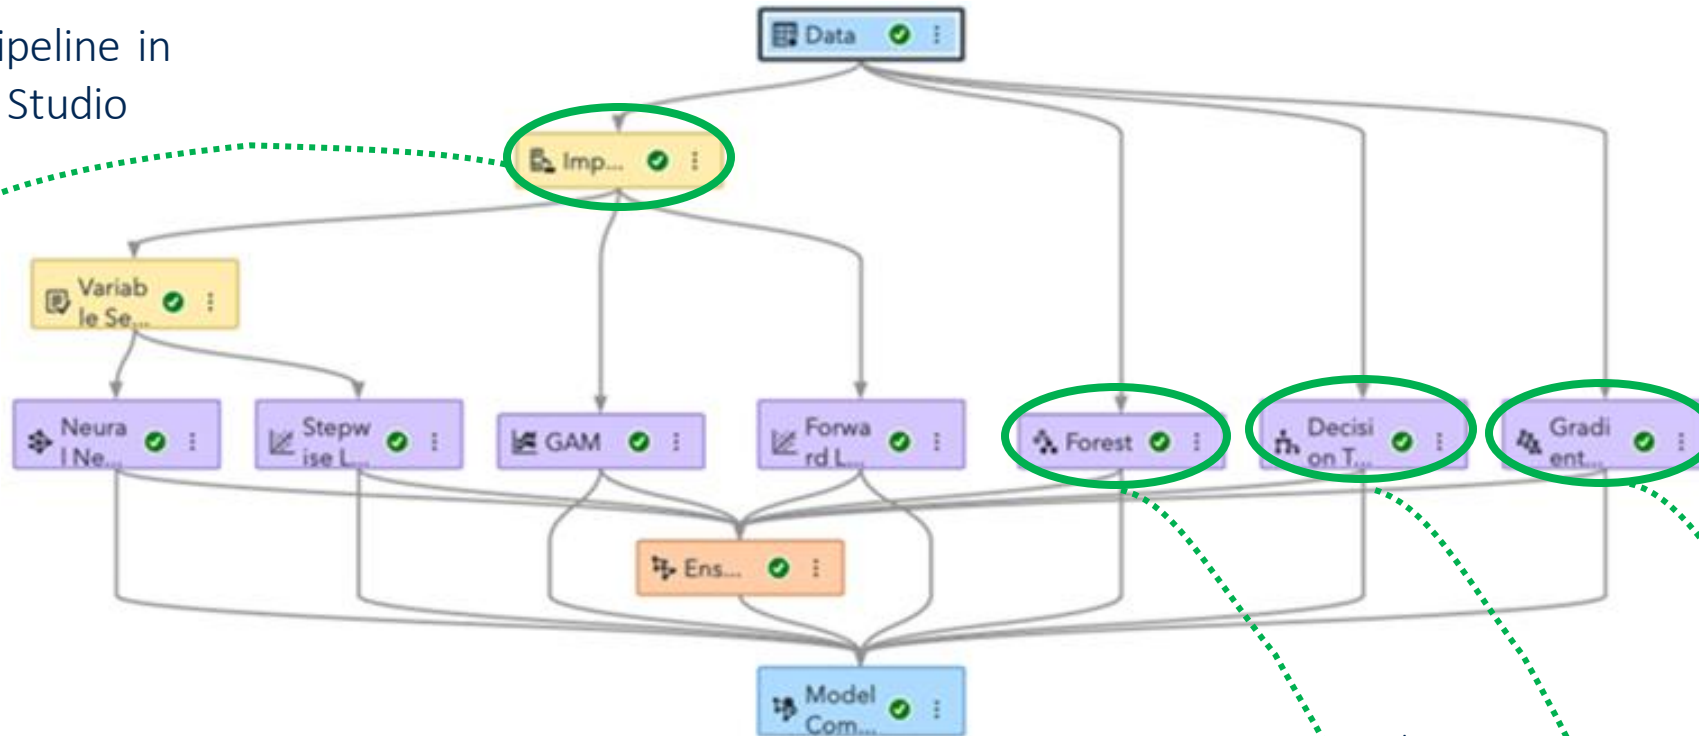 ipeline in
Studio
Data
Imp...
Variab
le Se...
Neura
l Ne...
Stepw
ise L...
GAM
Forwa
rd L...
Forest
Decisi
on T...
Gradi
ent...
Ens...
Model
Com...